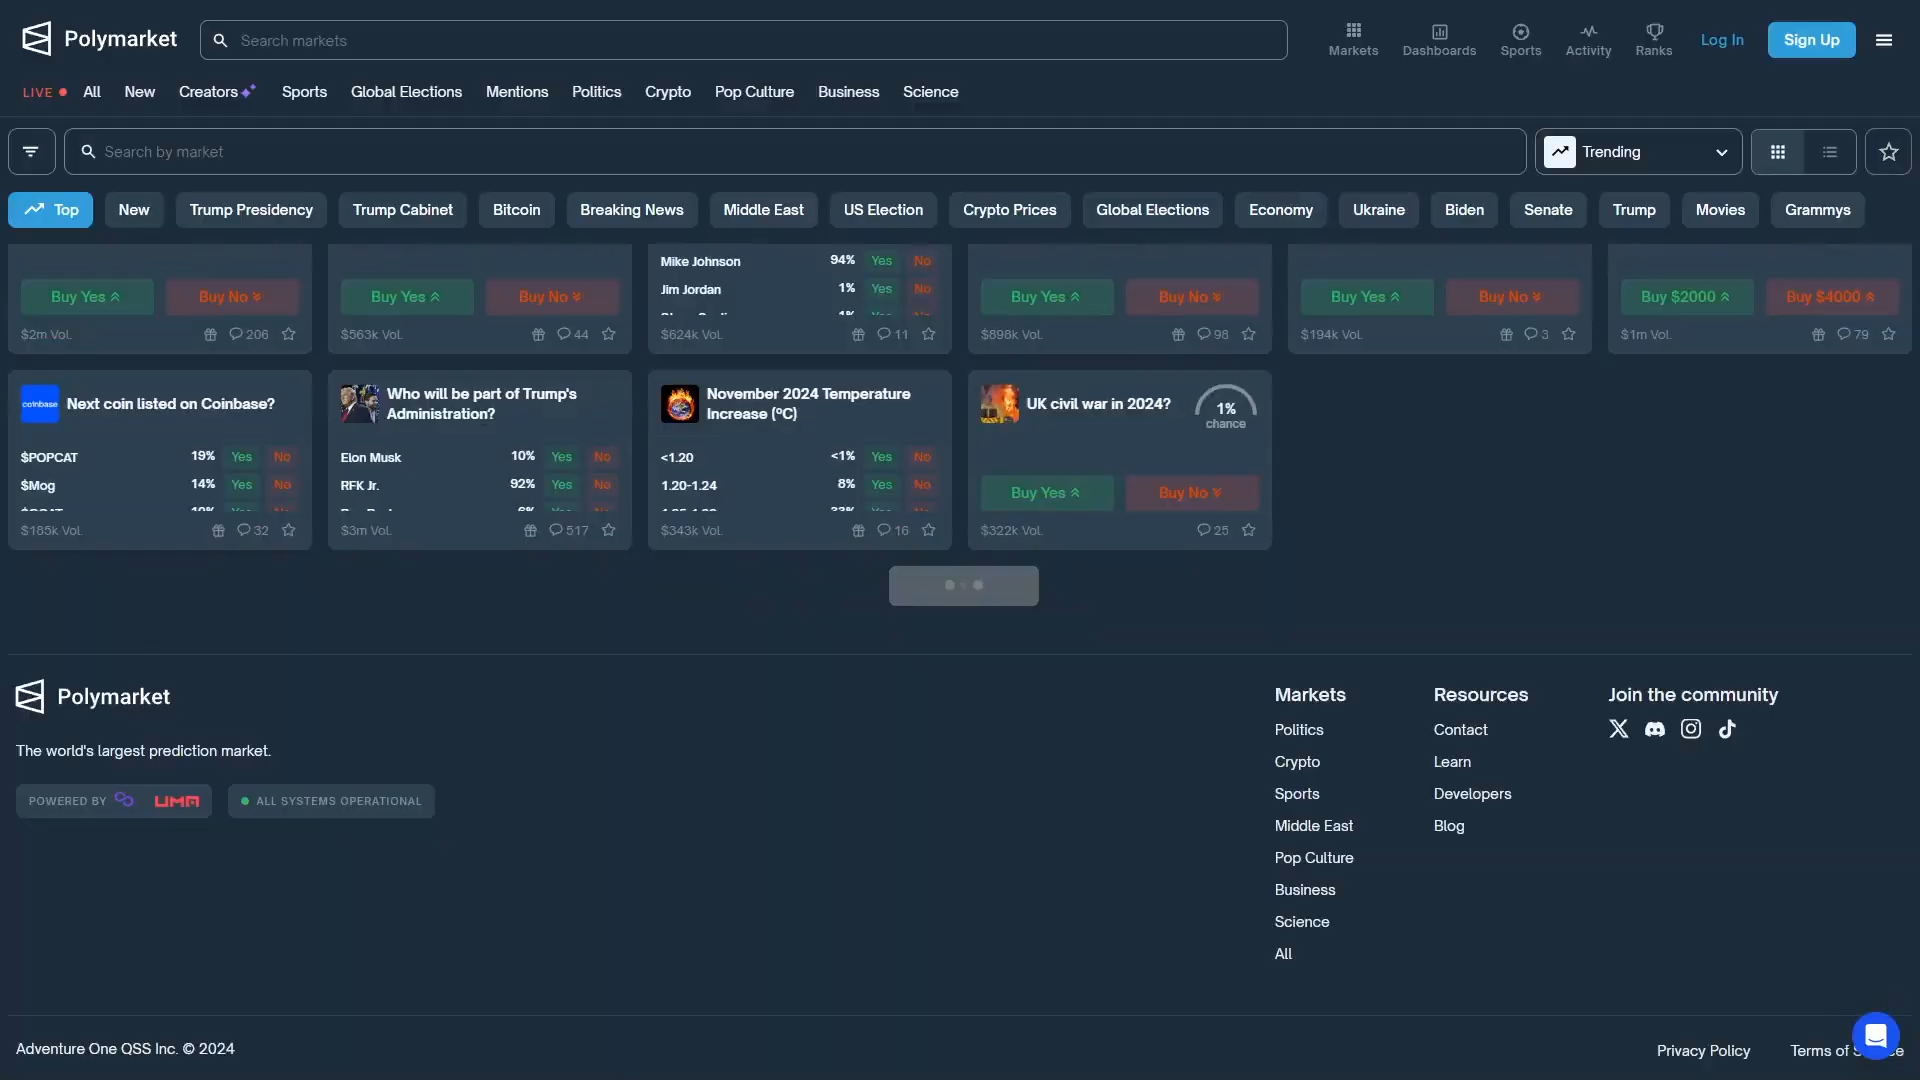 Polymarket
Search markets
Markets
Dashboards
Sports
Activity
Ranks
Log In
Sign Up
LIVE
All
New
Creators
Sports
Global Elections
Mentions
Politics
Crypto
Pop Culture
Business
Science
Search by market
Trending
Top
New
Trump Presidency
Trump Cabinet
Bitcoin
Breaking News
Middle East
US Election
Crypto Prices
Global Elections
Economy
Ukraine
Biden
Senate
Trump
Movies
Grammys
Buy Yes
Buy No
$2m Vol.
206
Buy Yes
Buy No
$563k Vol.
44
Mike Johnson 94% Yes No
Jim Jordan 1% Yes No
$624k Vol.
11
Buy Yes
Buy No
$898k Vol.
98
Buy Yes
Buy No
$194k Vol.
3
Buy $2000
Buy $4000
$1m Vol.
79
coinbase
Next coin listed on Coinbase?
$POPCAT 19% Yes No
$Mog 14% Yes No
$185k Vol.
32
Who will be part of Trump's
Administration?
Elon Musk 10% Yes No
RFK Jr. 92% Yes No
$3m Vol.
517
November 2024 Temperature
Increase (ºC)
<1.20 <1% Yes No
1.20-1.24 8% Yes No
$343k Vol.
16
UK civil war in 2024?
1%
chance
Buy Yes
Buy No
$322k Vol.
25
Polymarket
The world's largest prediction market.
POWERED BY
UMA
ALL SYSTEMS OPERATIONAL
Markets
Politics
Crypto
Sports
Middle East
Pop Culture
Business
Science
All
Resources
Contact
Learn
Developers
Blog
Join the community
Adventure One QSS Inc. © 2024
Privacy Policy
Terms of